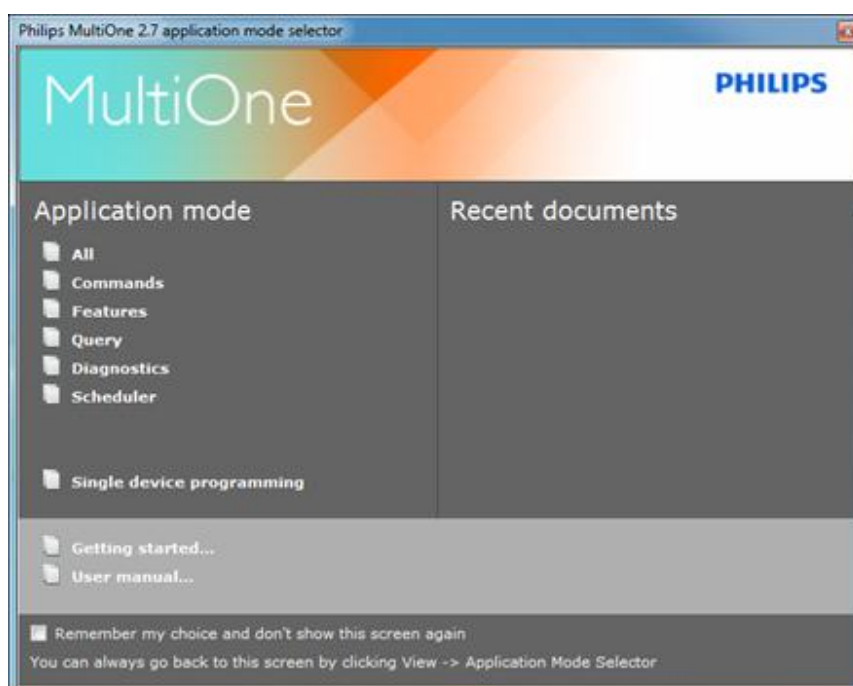 Philips MultiOne 2.7 application mode selector
MultiOne
PHILIPS
Application mode
All
Commands
Features
Query
Diagnostics
Scheduler
Single device programming
Recent documents
Getting started...
User manual...
Remember my choice and don't show this screen again
You can always go back to this screen by clicking View -> Application Mode Selector